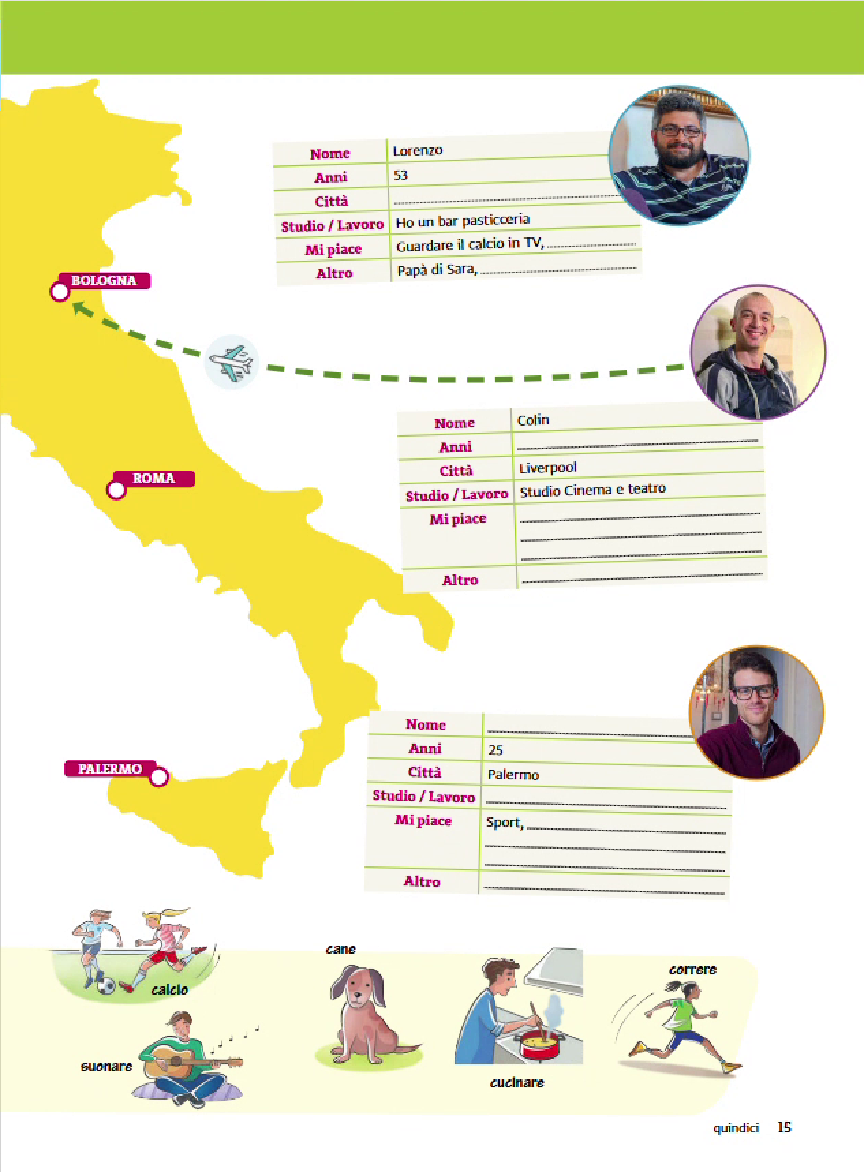 Nome Lorenzo
Anni 53
Città
Studio / Lavoro Ho un bar pasticceria
Mi piace Guardare il calcio in TV,
Altro Papà di Sara,
BOLOGNA
Nome Colin
Anni
Città Liverpool
Studio / Lavoro Studio Cinema e teatro
Mi piace
Altro
ROMA
Nome
Anni 25
Città Palermo
Studio / Lavoro
Mi piace Sport,
Altro
PALERMO
calcio
cane
correre
suonare
cucinare
quindici 15